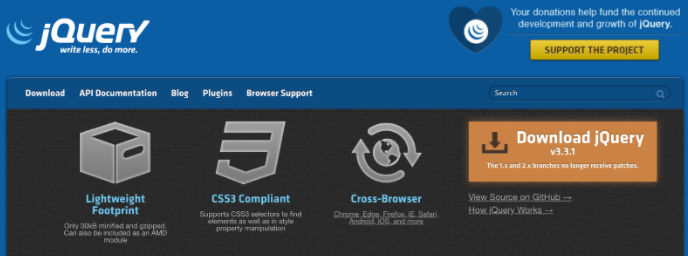 jQuery
write less, do more.
Your donations help fund the continued
development and growth of jQuery.
SUPPORT THE PROJECT
Download API Documentation Blog Plugins Browser Support
Search
Lightweight
Footprint
Only 30kB minified and gzipped.
Can also be included as an AMD
module
CSS3 Compliant
Supports CSS3 selectors to find
elements as well as in style
property manipulation
Cross-Browser
Chrome, Edge, Firefox, IE, Safari,
Android, iOS, and more
Download jQuery
v3.3.1
The 1.x and 2.x branches no longer receive patches.
View Source on GitHub →
How jQuery Works →